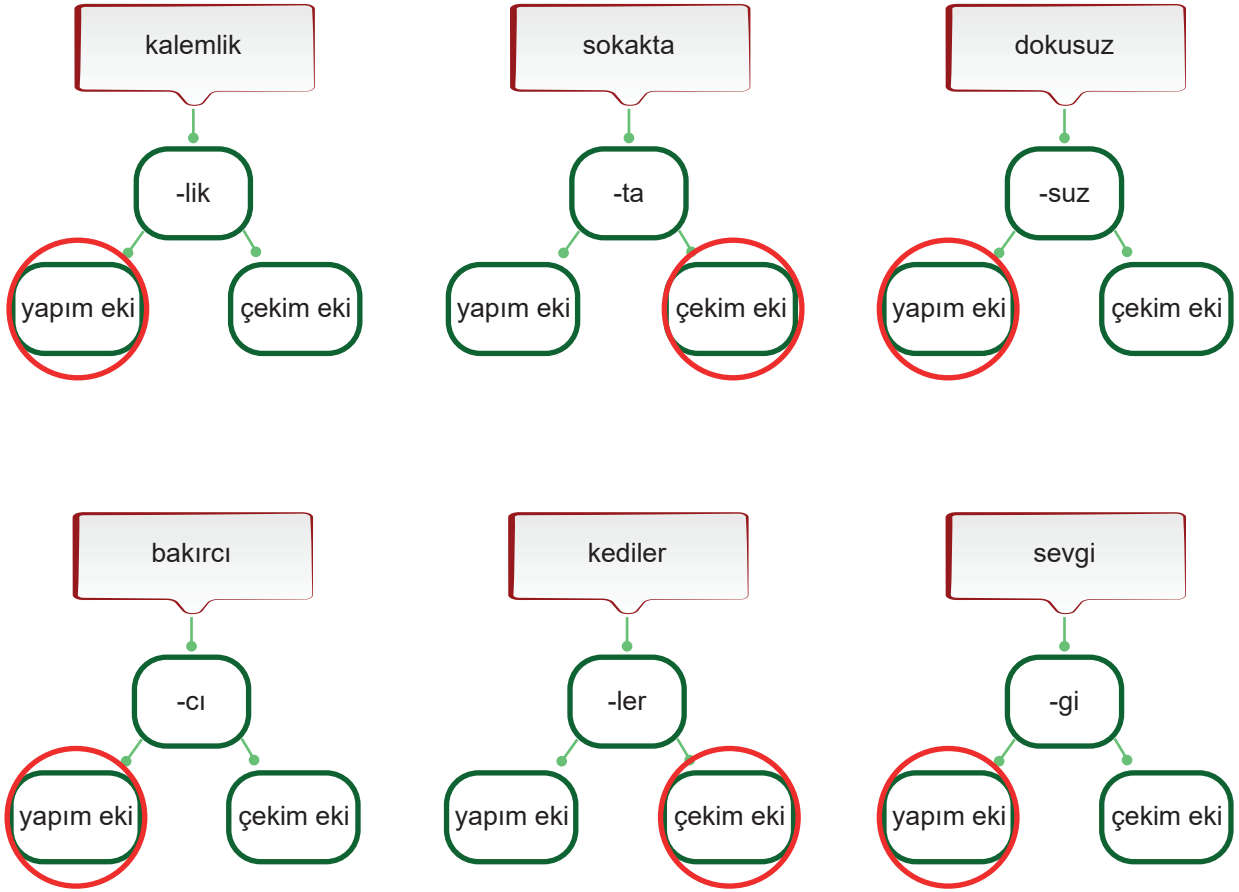 kalemlik
sokakta
dokusuz
-lik
-ta
-suz
yapım eki
çekim eki
yapım eki
çekim eki
yapım eki
çekim eki
bakırcı
kediler
sevgi
-cı
-ler
-gi
yapım eki
çekim eki
yapım eki
çekim eki
yapım eki
çekim eki